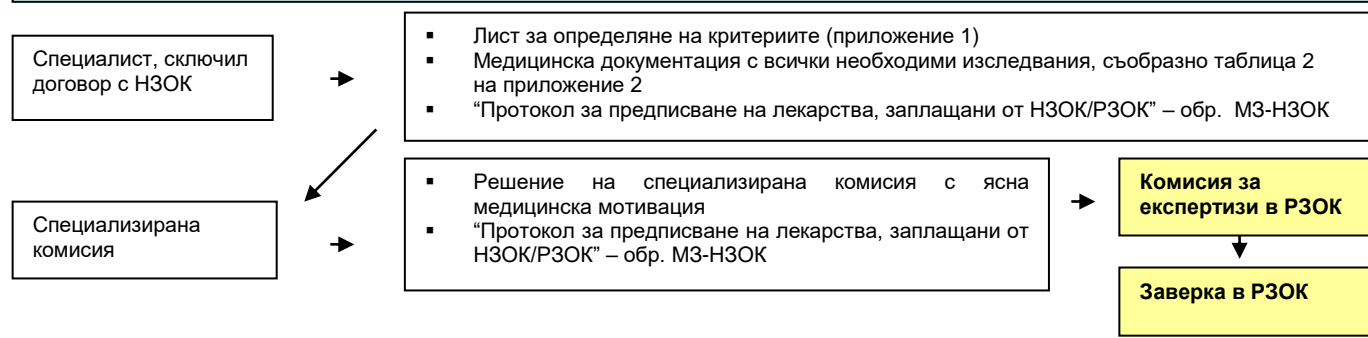 Специалист, сключил
договор с НЗОК
▪ Лист за определяне на критериите (приложение 1)
▪ Медицинска документация с всички необходими изследвания, съобразно таблица 2
на приложение 2
▪ “Протокол за предписване на лекарства, заплащани от НЗОК/РЗОК” – обр. МЗ-НЗОК
Специализирана
комисия
▪ Решение на специализирана комисия с ясна
медицинска мотивация
▪ “Протокол за предписване на лекарства, заплащани от
НЗОК/РЗОК” – обр. МЗ-НЗОК
Комисия за
експертизи в РЗОК
Заверка в РЗОК